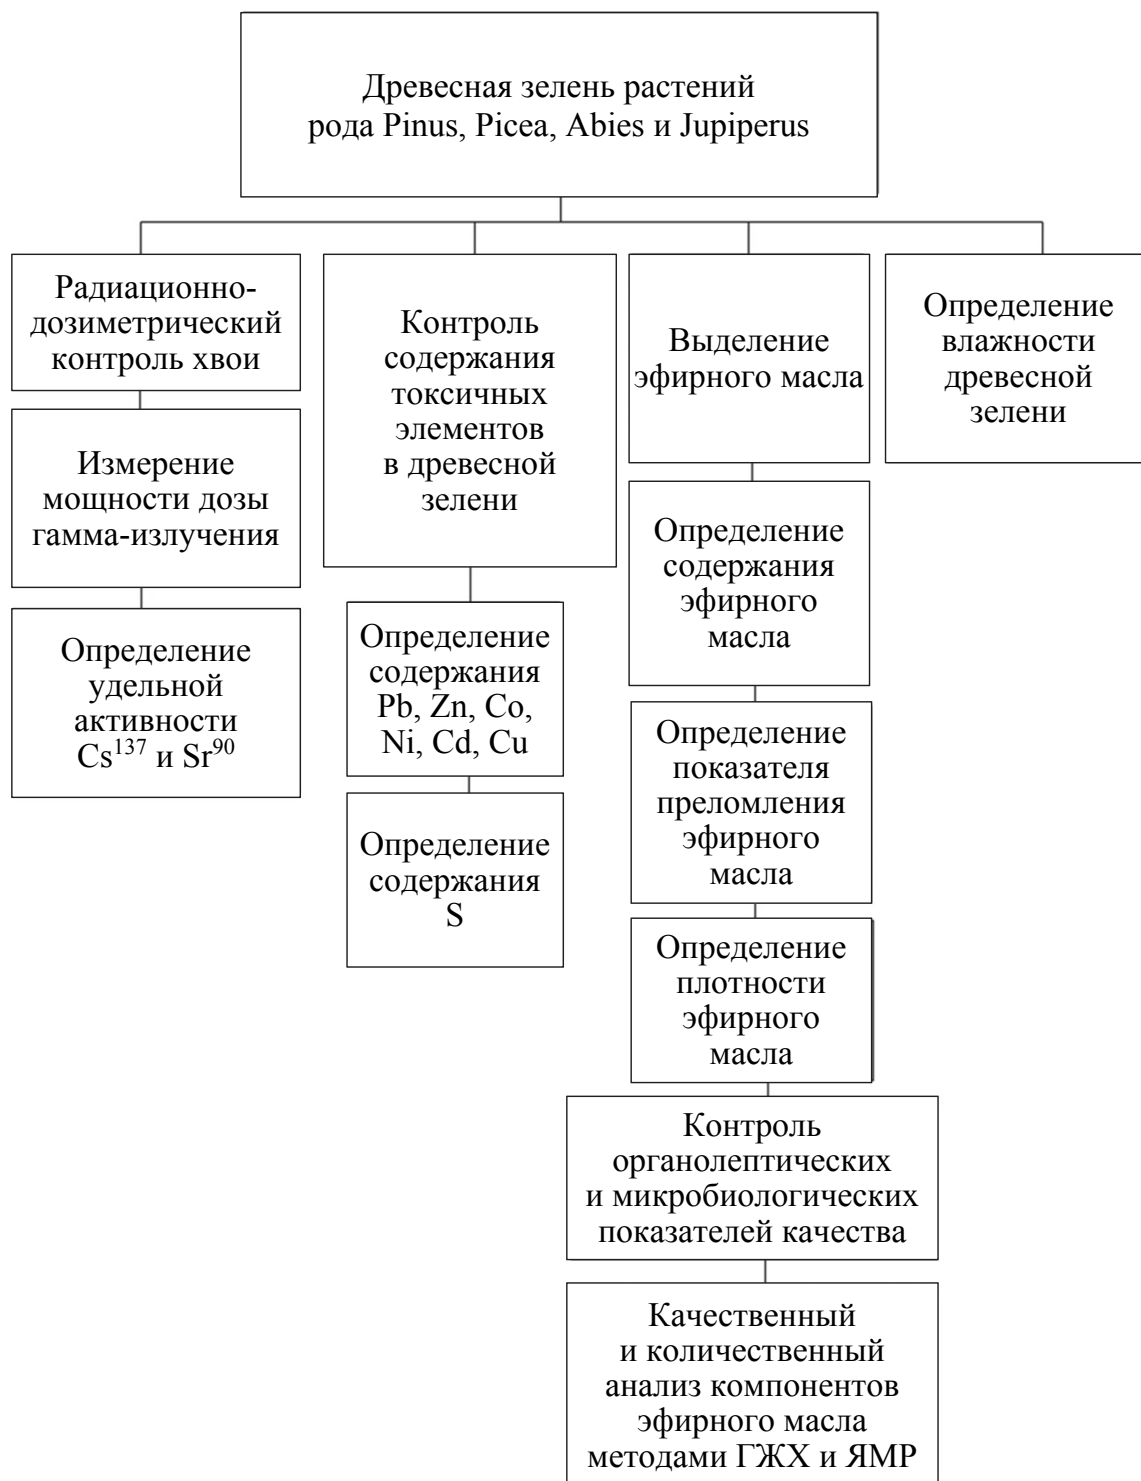 Древесная зелень растений
рода Pinus, Picea, Abies и Jupiperus
Радиационно-
дозиметрический
контроль хвои
Измерение
мощности дозы
гамма-излучения
Определение
удельной
активности
Cs¹³⁷ и Sr⁹⁰
Контроль
содержания
токсичных
элементов
в древесной
зелени
Определение
содержания
Pb, Zn, Co,
Ni, Cd, Cu
Определение
содержания
S
Выделение
эфирного масла
Определение
содержания
эфирного
масла
Определение
показателя
преломления
эфирного
масла
Определение
плотности
эфирного
масла
Контроль
органолептических
и микробиологических
показателей качества
Качественный
и количественный
анализ компонентов
эфирного масла
методами ГЖХ и ЯМР
Определение
влажности
древесной
зелени